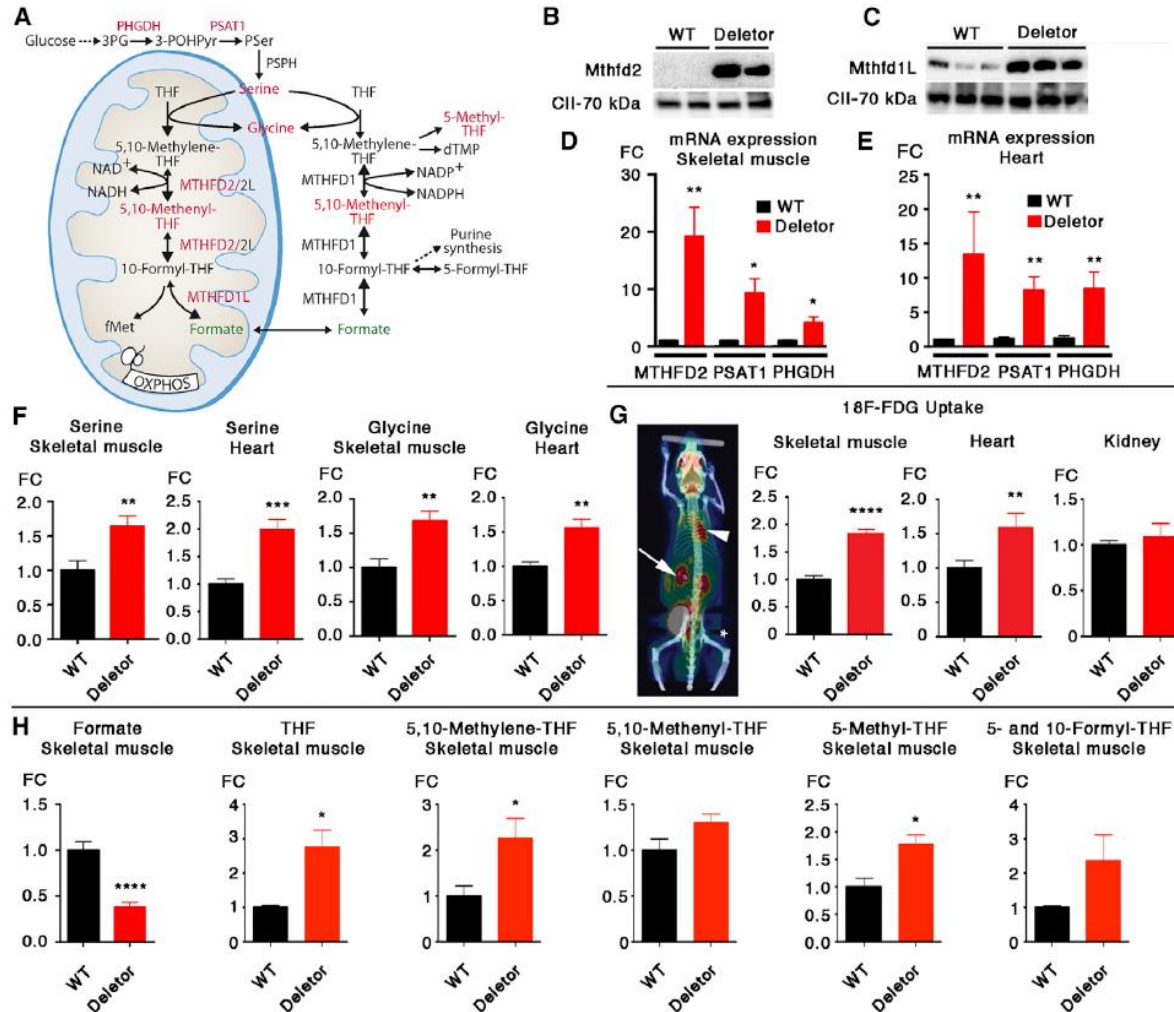 A
PHGDH PSAT1
Glucose 3PG 3-POHPyr PSer
PSPH
THF Serine THF
Glycine
5-Methyl-
THF
5,10-Methylene-
THF
5,10-Methylene-
THF
dTMP
NAD+
NADH
MTHFD2/2L
MTHFD1
NADP+
NADPH
5,10-Methenyl-
THF
5,10-Methenyl-
THF
MTHFD2/2L
MTHFD1
Purine
synthesis
10-Formyl-THF
10-Formyl-THF 5-Formyl-THF
MTHFD1L
MTHFD1
fMet Formate Formate
OXPHOS
B
WT Deletor
Mthfd2
CII-70 kDa
C
WT Deletor
Mthfd1L
CII-70 kDa
D
mRNA expression
Skeletal muscle
FC
30
20
10
0
**
*
*
WT
Deletor
MTHFD2 PSAT1 PHGDH
E
mRNA expression
Heart
FC
25
20
15
10
5
0
**
**
**
WT
Deletor
MTHFD2 PSAT1 PHGDH
F
Serine
Skeletal muscle
FC
2.0
1.5
1.0
0.5
0.0
**
WT
Deletor
Serine
Heart
FC
2.5
2.0
1.5
1.0
0.5
0.0
***
WT
Deletor
Glycine
Skeletal muscle
FC
2.0
1.5
1.0
0.5
0.0
**
WT
Deletor
Glycine
Heart
FC
2.0
1.5
1.0
0.5
0.0
**
WT
Deletor
G
18F-FDG Uptake
*
Skeletal muscle
FC
2.5
2.0
1.5
1.0
0.5
0
****
WT
Deletor
Heart
FC
2.0
1.5
1.0
0.5
0
**
WT
Deletor
Kidney
FC
1.5
1.0
0.5
0
WT
Deletor
H
Formate
Skeletal muscle
FC
1.5
1.0
0.5
0.0
****
WT
Deletor
THF
Skeletal muscle
FC
4
3
2
1
0
*
WT
Deletor
5,10-Methylene-THF
Skeletal muscle
FC
3
2
1
0
*
WT
Deletor
5,10-Methenyl-THF
Skeletal muscle
FC
1.5
1.0
0.5
0.0
WT
Deletor
5-Methyl-THF
Skeletal muscle
FC
2.5
2.0
1.5
1.0
0.5
0.0
*
WT
Deletor
5- and 10-Formyl-THF
Skeletal muscle
FC
4
3
2
1
0
WT
Deletor